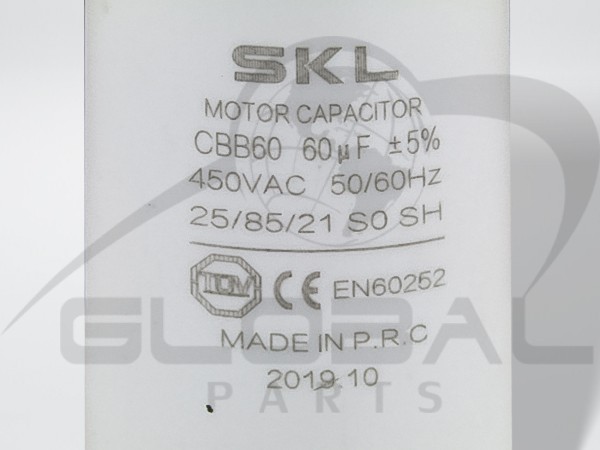 SKL
MOTOR CAPACITOR
CBB60 60μF ±5%
450VAC 50/60Hz
25/85/21 S0 SH
CE EN60252
MADE IN P.R.C
2019.10
GLOBAL
PARTS